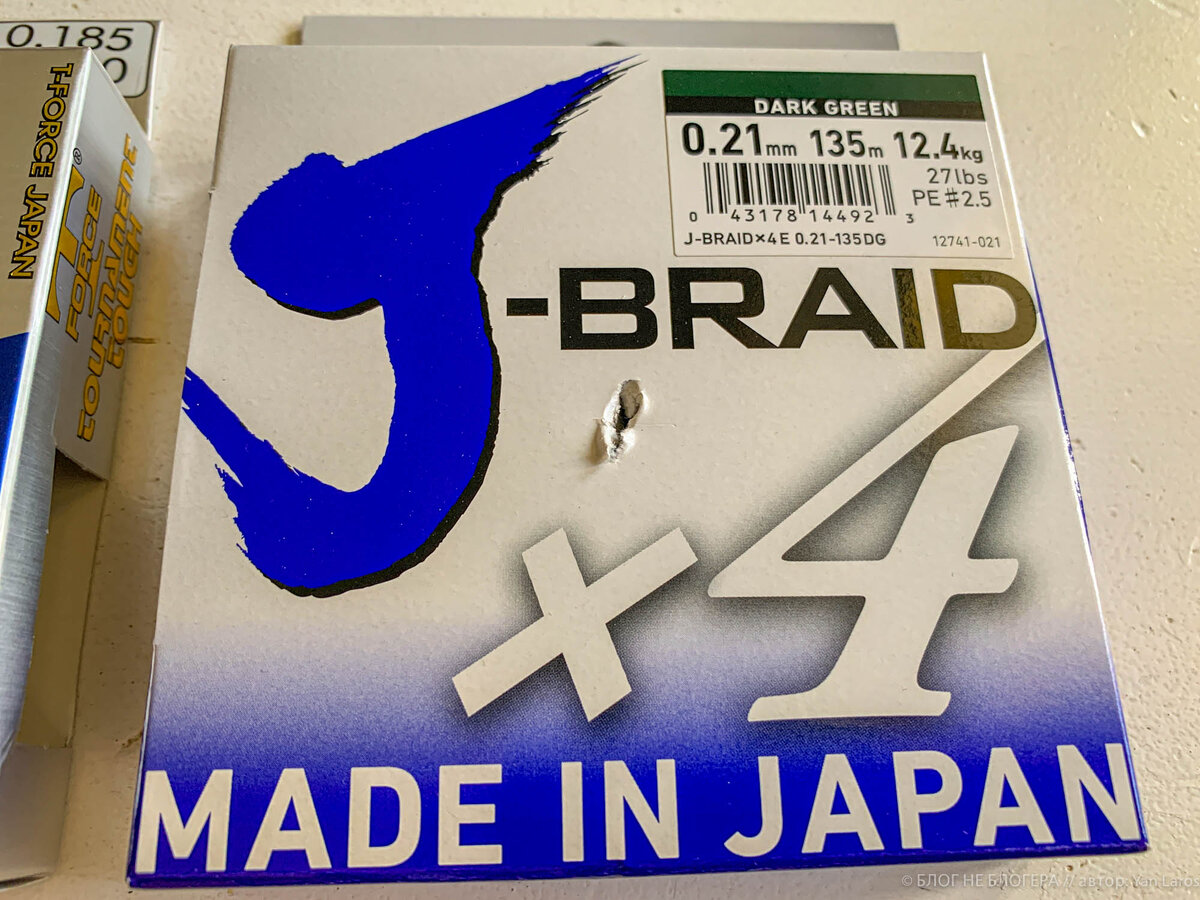 0.185
T-FORCE JAPAN
T
FORCE
®
DARK GREEN
0.21mm 135m 12.4kg
27lbs
PE#2.5
0 43178 14492 3
J-BRAID×4E 0.21-135DG 12741-021
J-BRAID
×4
MADE IN JAPAN
© БЛОГ НЕ БЛОГЕРА // автор: Yan Laros